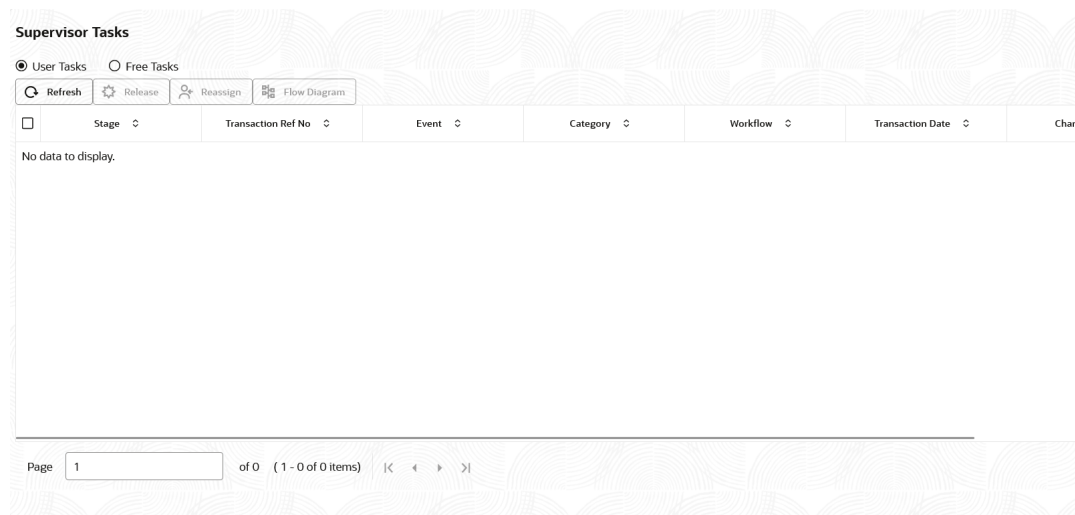 Supervisor Tasks
User Tasks Free Tasks
Refresh Release Reassign Flow Diagram
Stage Transaction Ref No Event Category Workflow Transaction Date Char
No data to display.
Page 1 of 0 ( 1 - 0 of 0 items)